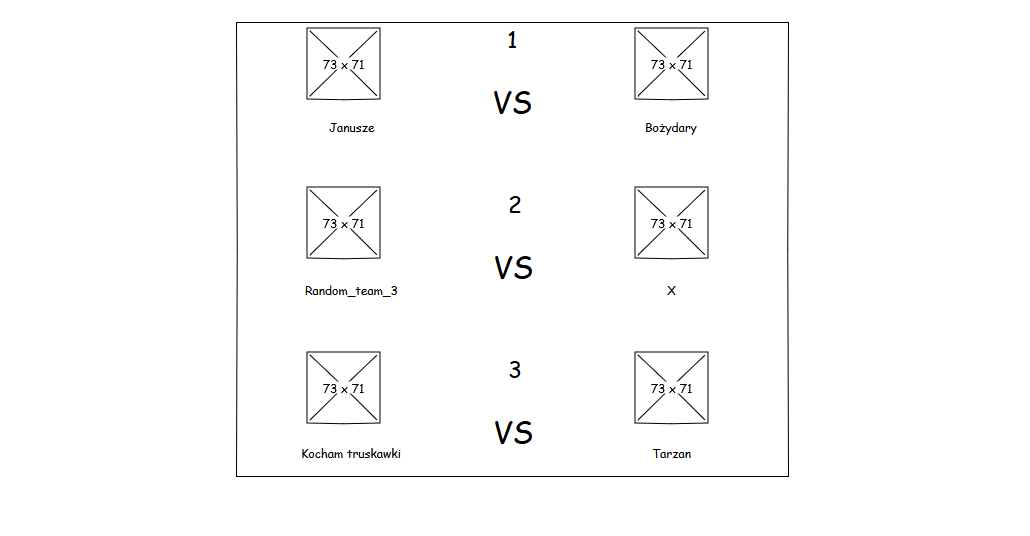 1
73 x 71
73 x 71
VS
Janusze
Bożydary
2
73 x 71
73 x 71
VS
Random_team_3
X
3
73 x 71
73 x 71
VS
Kocham truskawki
Tarzan